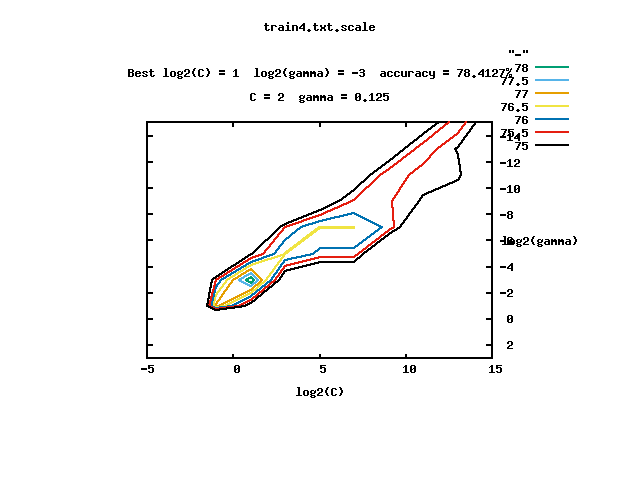 train4.txt.scale
"-"
78
Best log2(C) = 1  log2(gamma) = -3  accuracy = 78.4127%
77.5
77
C = 2  gamma = 0.125
76.5
76
75.5
-14
75
-12
-10
-8
-6
log2(gamma)
-4
-2
0
2
-5 0 5 10 15
log2(C)